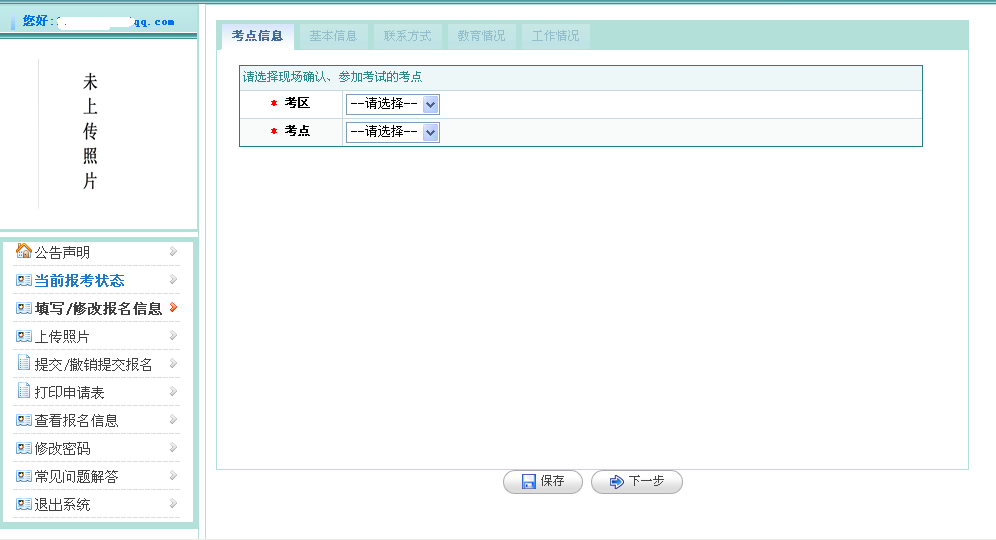 您好:
qq.com
未
上
传
照
片
公告声明
当前报考状态
填写/修改报名信息
上传照片
提交/撤销提交报名
打印申请表
查看报名信息
修改密码
常见问题解答
退出系统
考点信息 基本信息 联系方式 教育情况 工作情况
请选择现场确认、参加考试的考点
* 考区 --请选择--
* 考点 --请选择--
保存 下一步